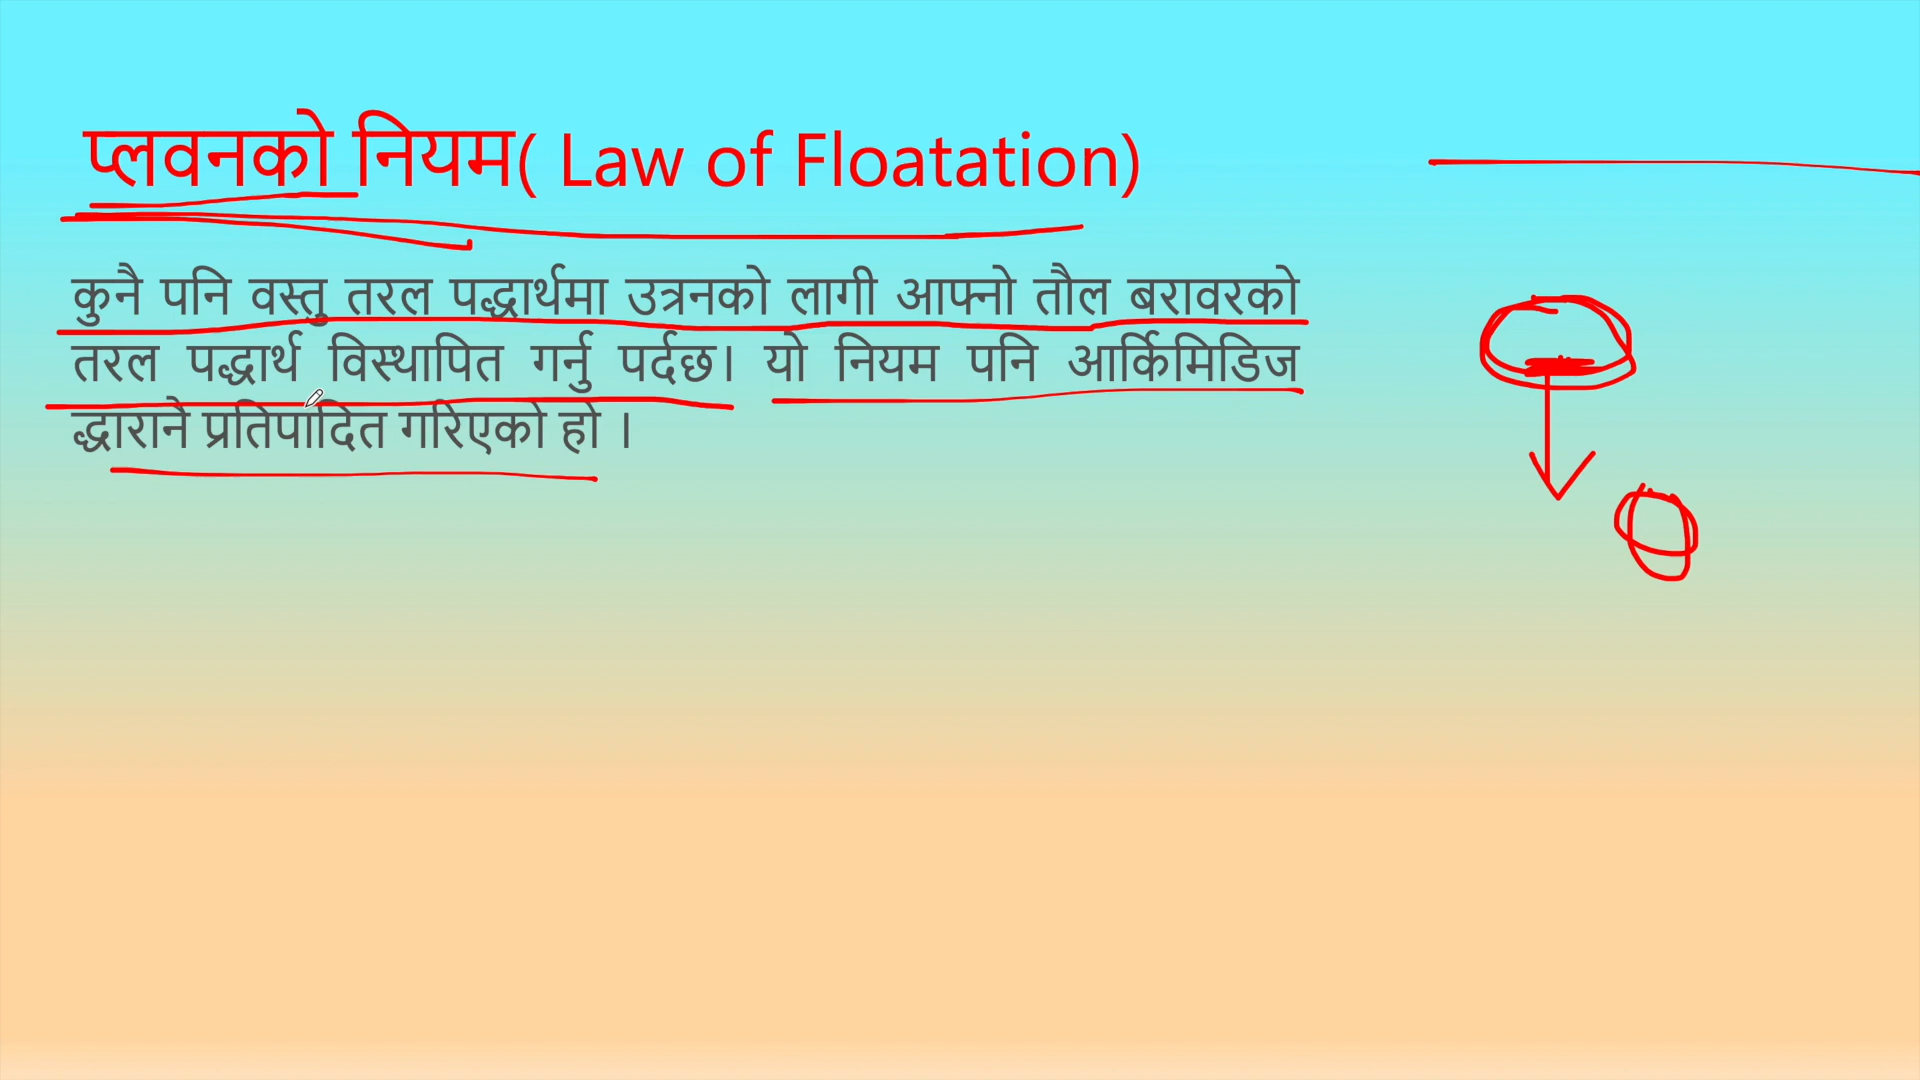 प्लवनको नियम( Law of Floatation)
कुनै पनि वस्तु तरल पद्धार्थमा उत्रनको लागी आफ्नो तौल बरावरको
तरल पद्धार्थ विस्थापित गर्नु पर्दछ। यो नियम पनि आर्किमिडिज
द्धारानै प्रतिपादित गरिएको हो ।